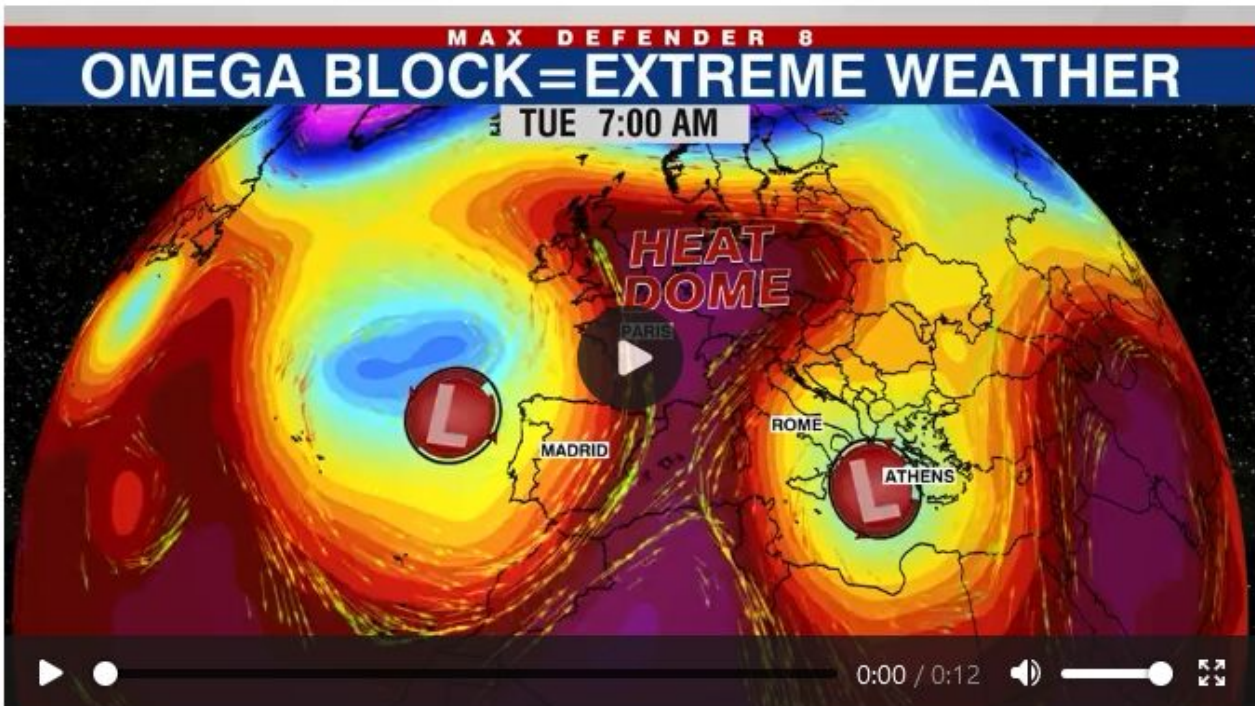 MAX DEFENDER 8
OMEGA BLOCK=EXTREME WEATHER
TUE 7:00 AM
HEAT
DOME
PARIS
L
MADRID
ROME
L
ATHENS
0:00 / 0:12